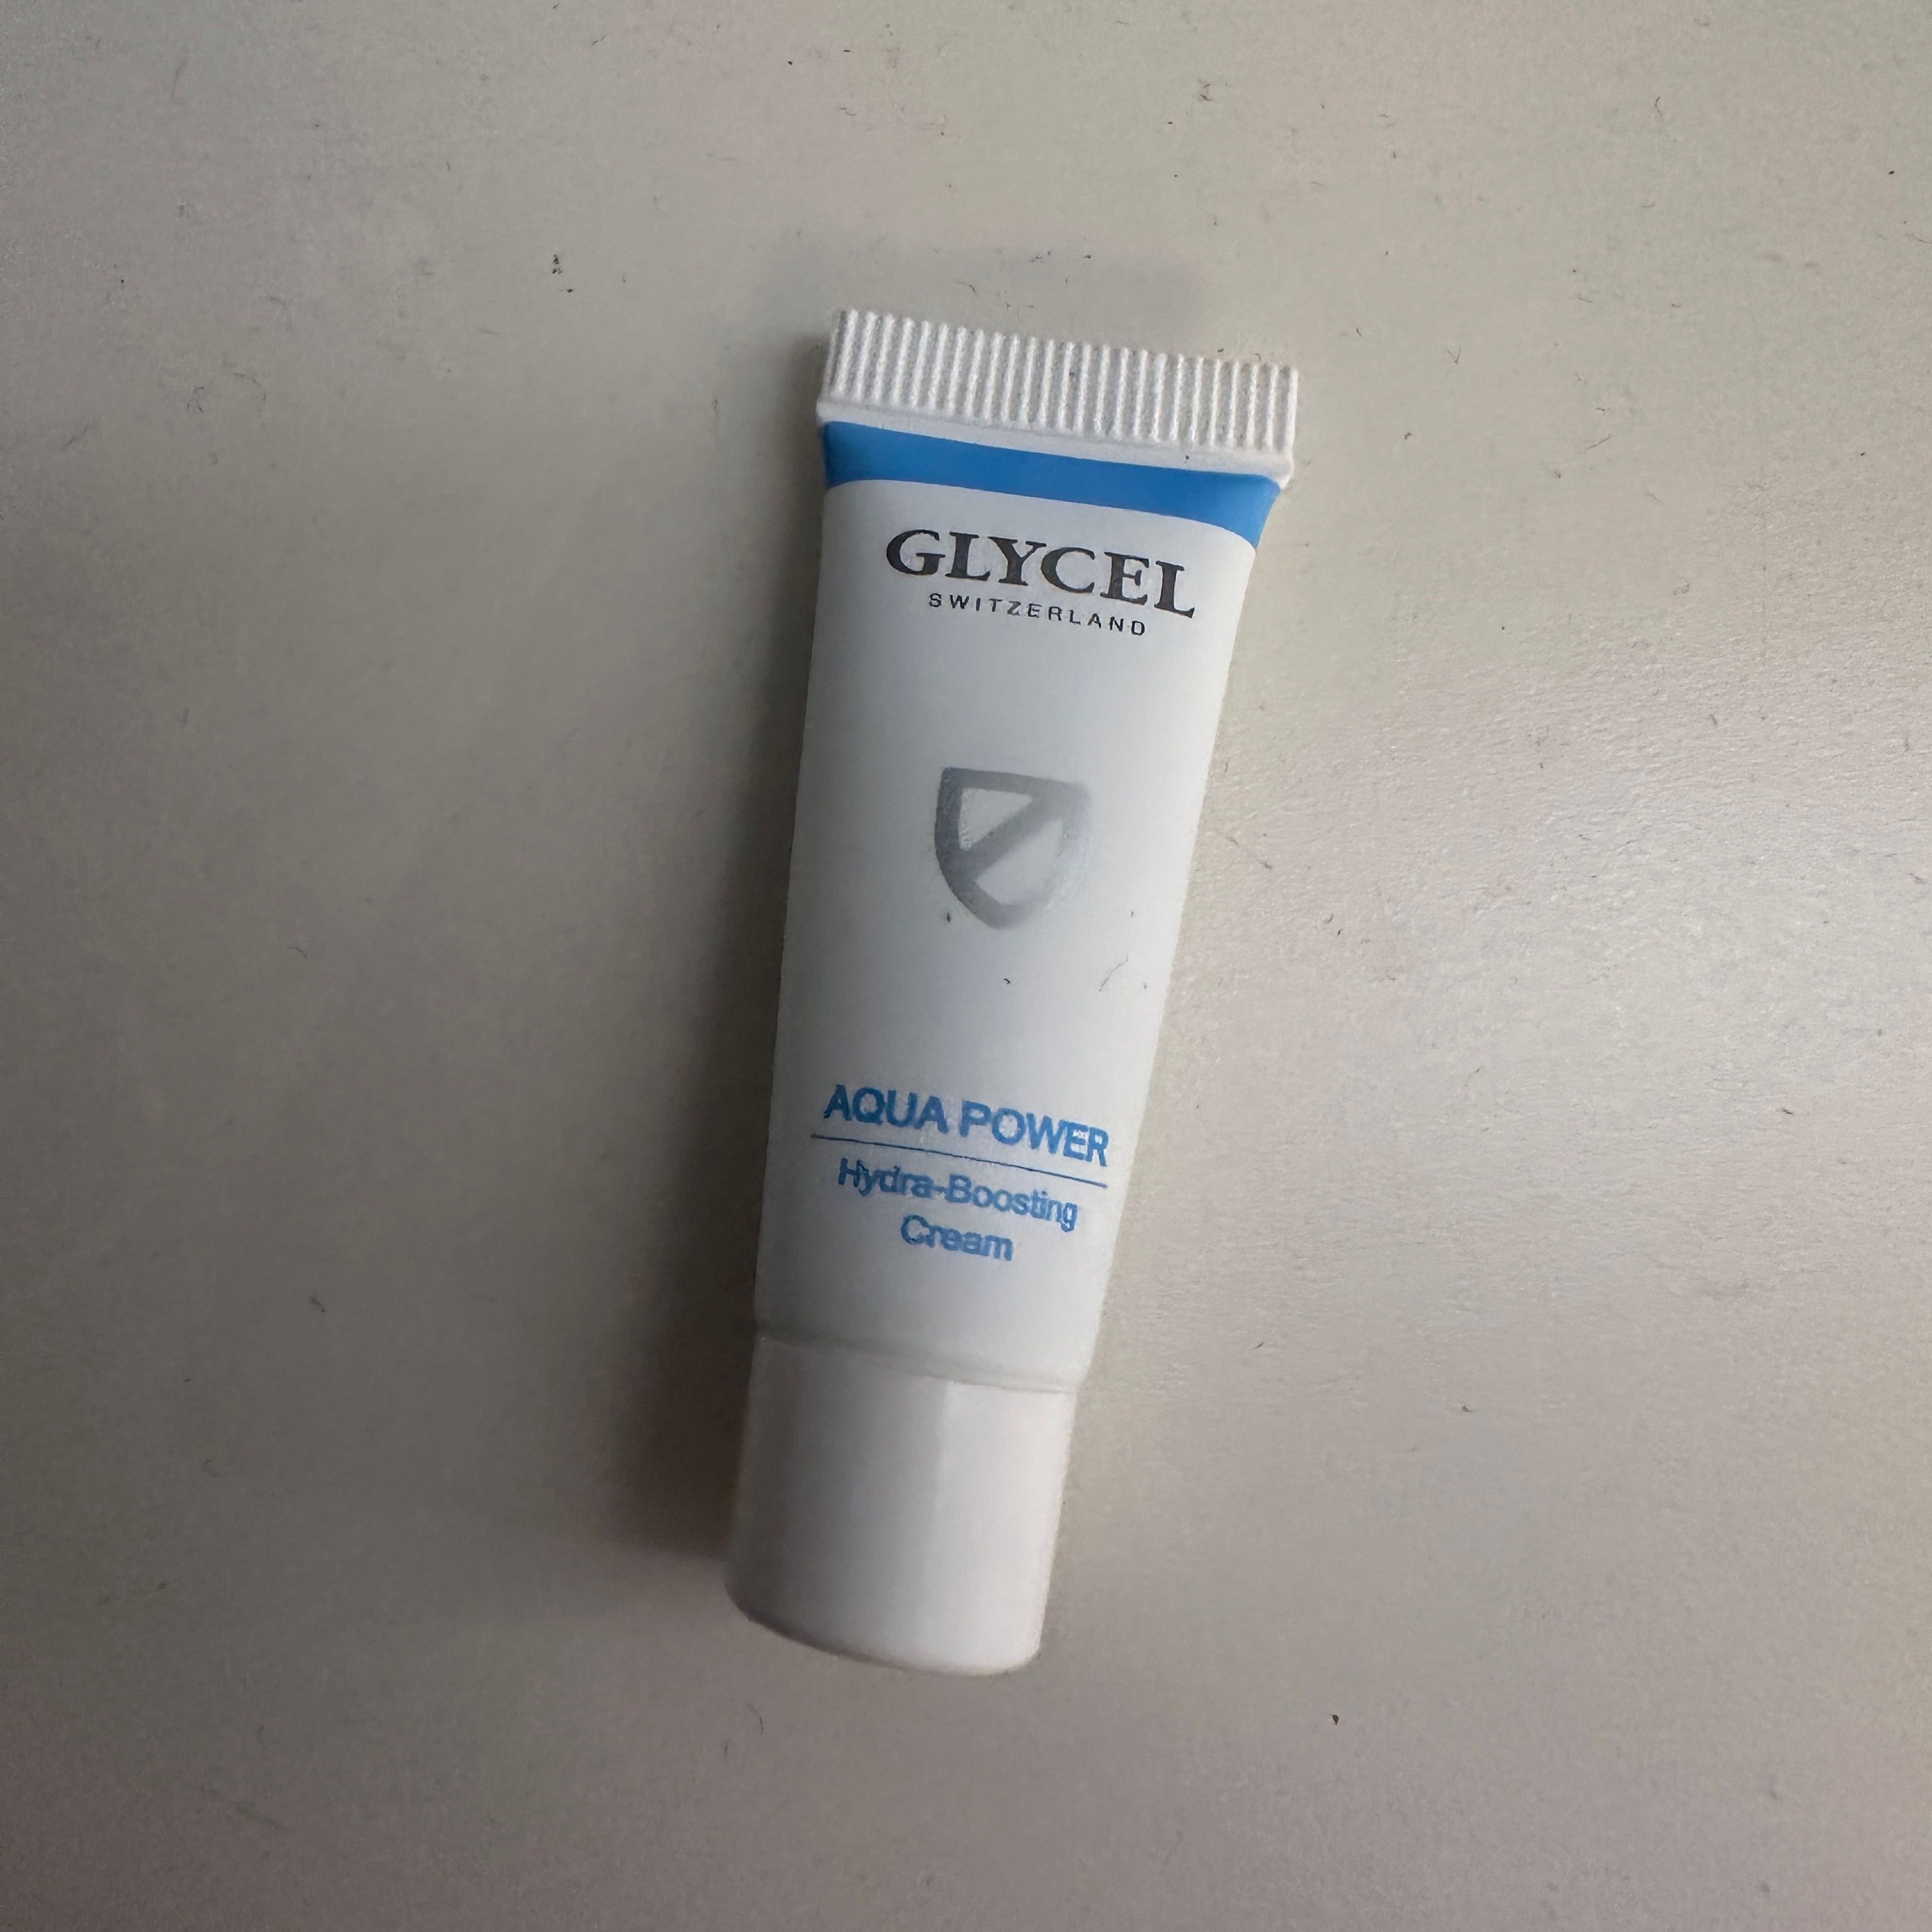 GLYCEL
SWITZERLAND
AQUA POWER
Hydra-Boosting
Cream